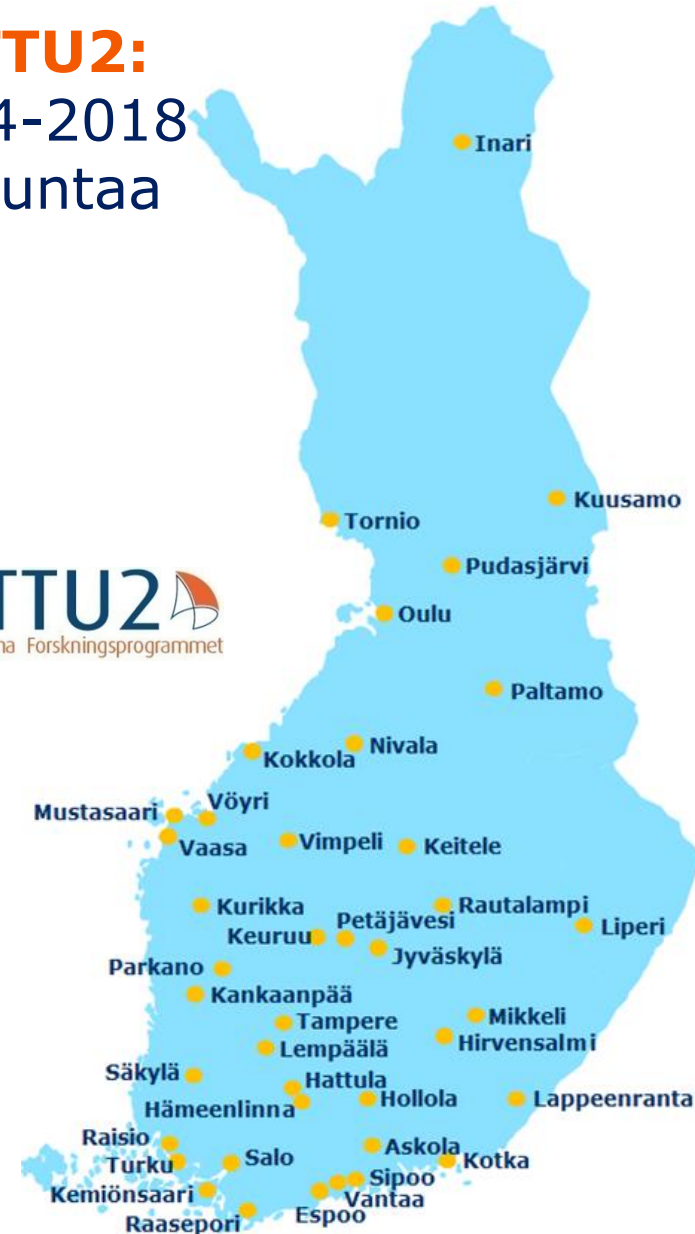 TTU2:
4-2018
untaa
Inari
Kuusamo
Tornio
Pudasjärvi
TTU2
na Forskningsprogrammet
Oulu
Paltamo
Nivala
Kokkola
Vöyri
Mustasaari
Vaasa
Vimpeli
Keitele
Kurikka
Rautalampi
Petäjävesi
Liperi
Keuruu
Jyväskylä
Parkano
Kankaanpää
Mikkeli
Tampere
Hirvensalmi
Lempäälä
Säkylä
Hattula
Hollola
Lappeenranta
Hämeenlinna
Raisio
Askola
Salo
Kotka
Turku
Sipoo
Kemiönsaari
Vantaa
Espoo
Raasepori